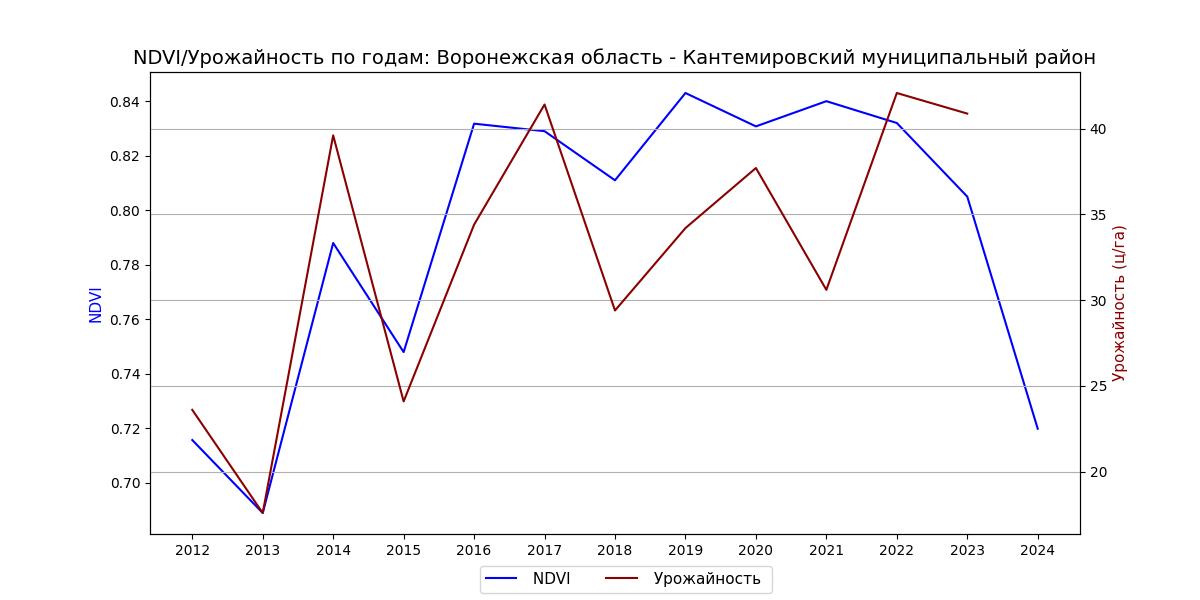 NDVI/Урожайность по годам: Воронежская область - Кантемировский муниципальный район
0.84
0.82
0.80
0.78
0.76
0.74
0.72
0.70
NDVI
40
35
30
25
20
Урожайность (ц/га)
2012 2013 2014 2015 2016 2017 2018 2019 2020 2021 2022 2023 2024
NDVI Урожайность